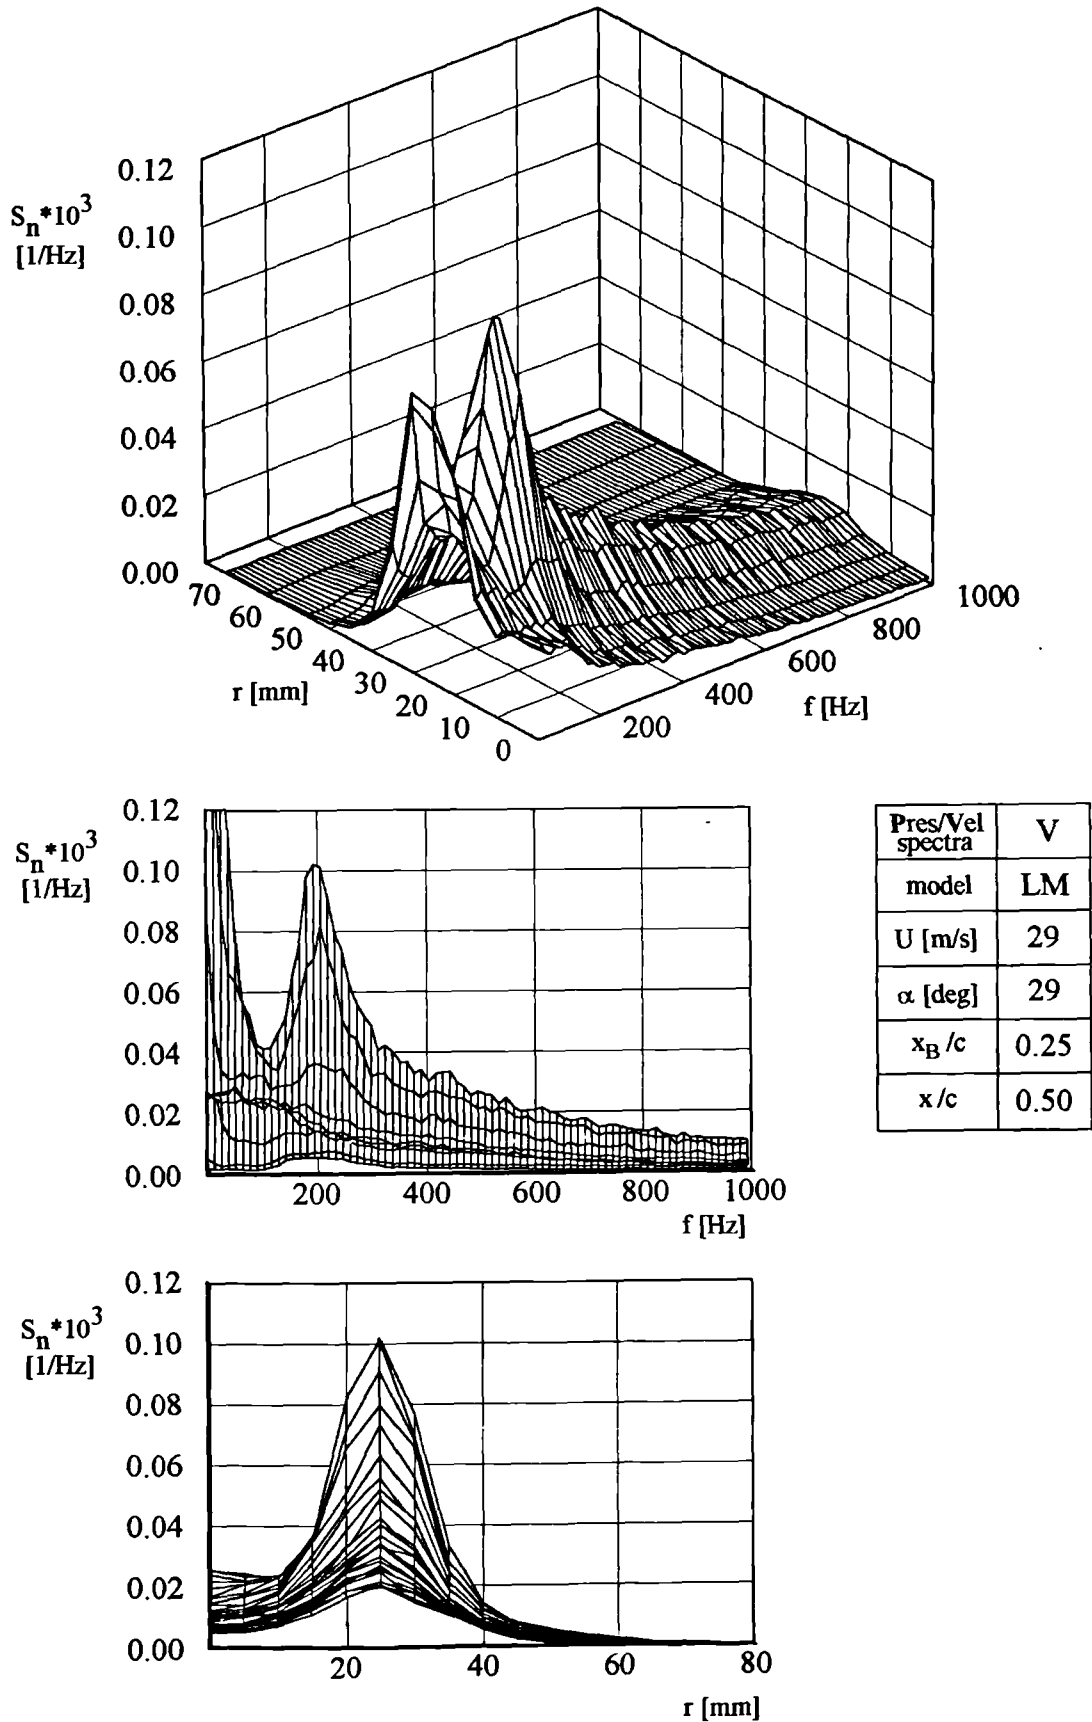 0.12
S_n*10^3
[1/Hz]
0.10
0.08
0.06
0.04
0.02
0.00
70
60
50
40
30
20
10
0
r [mm]
200
400
600
800
1000
f [Hz]
0.12
S_n*10^3
[1/Hz]
0.10
0.08
0.06
0.04
0.02
0.00
200 400 600 800 1000
f [Hz]
Pres/Vel spectra V
model LM
U [m/s] 29
α [deg] 29
x_B /c 0.25
x/c 0.50
0.12
S_n*10^3
[1/Hz]
0.10
0.08
0.06
0.04
0.02
0.00
20 40 60 80
r [mm]